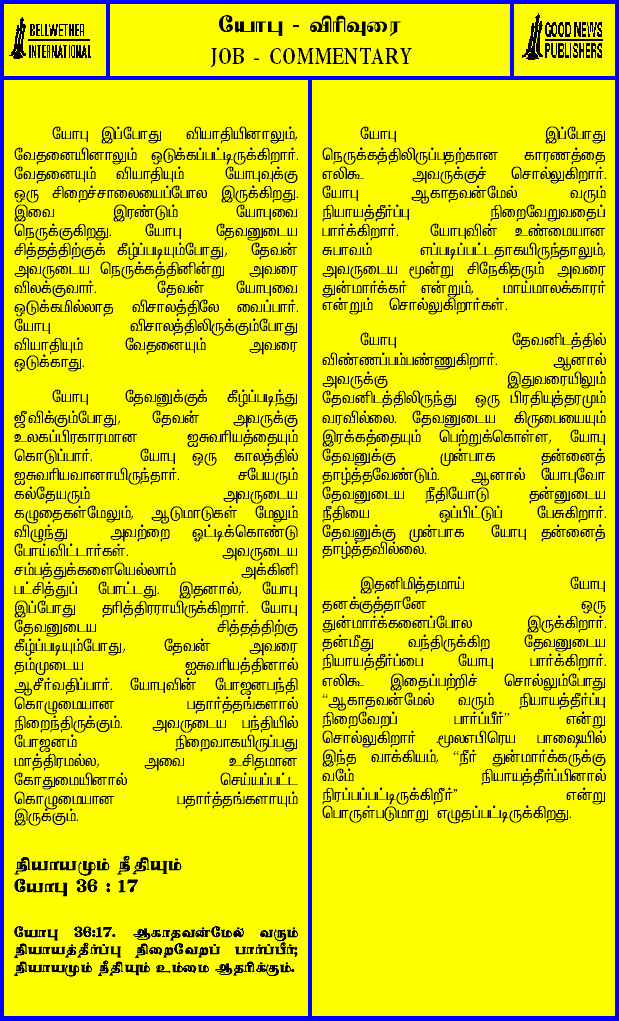 BELLWETHER
INTERNATIONAL
யோபு - விரிவுரை
JOB - COMMENTARY
GOOD NEWS
PUBLISHERS
யோபு இப்போது வியாதியினாலும்,
வேதனையினாலும் ஒடுக்கப்பட்டிருக்கிறார்.
வேதனையும் வியாதியும் யோபுவுக்கு
ஒரு சிறைச்சாலையைப்போல இருக்கிறது.
இவை இரண்டும் யோபுவை
நெருக்குகிறது. யோபு தேவனுடைய
சித்தத்திற்குக் கீழ்ப்படியும்போது, தேவன்
அவருடைய நெருக்கத்தினின்று அவரை
விலக்குவார். தேவன் யோபுவை
ஒடுக்கமில்லாத விசாலத்திலே வைப்பார்.
யோபு விசாலத்திலிருக்கும்போது
வியாதியும் வேதனையும் அவரை
ஒடுக்காது.
யோபு தேவனுக்குக் கீழ்ப்படிந்து
ஜீவிக்கும்போது, தேவன் அவருக்கு
உலகப்பிரகாரமான ஐசுவரியத்தையும்
கொடுப்பார். யோபு ஒரு காலத்தில்
ஐசுவரியவானாயிருந்தார். சபேயரும்
கல்தேயரும் அவருடைய
கழுதைகள்மேலும், ஆடுமாடுகள் மேலும்
விழுந்து அவற்றை ஓட்டிக்கொண்டு
போய்விட்டார்கள். அவருடைய
சம்பத்துக்களையெல்லாம் அக்கினி
பட்சித்துப் போட்டது. இதனால், யோபு
இப்போது தரித்திரராயிருக்கிறார். யோபு
தேவனுடைய சித்தத்திற்கு
கீழ்ப்படியும்போது, தேவன் அவரை
தம்முடைய ஐசுவரியத்தினால்
ஆசீர்வதிப்பார். யோபுவின் போஜனபந்தி
கொழுமையான பதார்த்தங்களால்
நிறைந்திருக்கும். அவருடைய பந்தியில்
போஜனம் நிறைவாகயிருப்பது
மாத்திரமல்ல, அவை உசிதமான
கோதுமையினால் செய்யப்பட்ட
கொழுமையான பதார்த்தங்களாயும்
இருக்கும்.
நியாயமும் நீதியும்
யோபு 36 : 17
யோபு 36:17. ஆகாதவன்மேல் வரும்
நியாயத்தீர்ப்பு நிறைவேறப் பார்ப்பீர்;
நியாயமும் நீதியும் உம்மை ஆதரிக்கும்.
யோபு இப்போது
நெருக்கத்திலிருப்பதற்கான காரணத்தை
எலிகூ அவருக்குச் சொல்லுகிறார்.
யோபு ஆகாதவன்மேல் வரும்
நியாயத்தீர்ப்பு நிறைவேறுவதைப்
பார்க்கிறார். யோபுவின் உண்மையான
சுபாவம் எப்படிப்பட்டதாகயிருந்தாலும்,
அவருடைய மூன்று சிநேகிதரும் அவரை
துன்மார்க்கர் என்றும், மாய்மாலக்காரர்
என்றும் சொல்லுகிறார்கள்.
யோபு தேவனிடத்தில்
விண்ணப்பம்பண்ணுகிறார். ஆனால்
அவருக்கு இதுவரையிலும்
தேவனிடத்திலிருந்து ஒரு பிரதியுத்தரமும்
வரவில்லை. தேவனுடைய கிருபையையும்
இரக்கத்தையும் பெற்றுக்கொள்ள, யோபு
தேவனுக்கு முன்பாக தன்னைத்
தாழ்த்தவேண்டும். ஆனால் யோபுவோ
தேவனுடைய நீதியோடு தன்னுடைய
நீதியை ஒப்பிட்டுப் பேசுகிறார்.
தேவனுக்கு முன்பாக யோபு தன்னைத்
தாழ்த்தவில்லை.
இதனிமித்தமாய் யோபு
தனக்குத்தானே ஒரு
துன்மார்க்கனைப்போல இருக்கிறார்.
தன்மீது வந்திருக்கிற தேவனுடைய
நியாயத்தீர்ப்பை யோபு பார்க்கிறார்.
எலிகூ இதைப்பற்றிச் சொல்லும்போது
“ஆகாதவன்மேல் வரும் நியாயத்தீர்ப்பு
நிறைவேறப் பார்ப்பீர்” என்று
சொல்லுகிறார் மூலஎபிரெய பாஷையில்
இந்த வாக்கியம், “நீர் துன்மார்க்கருக்கு
வமே் நியாயத்தீர்ப்பினால்
நிரப்பப்பட்டிருக்கிறீர்” என்று
பொருள்படுமாறு எழுதப்பட்டிருக்கிறது.